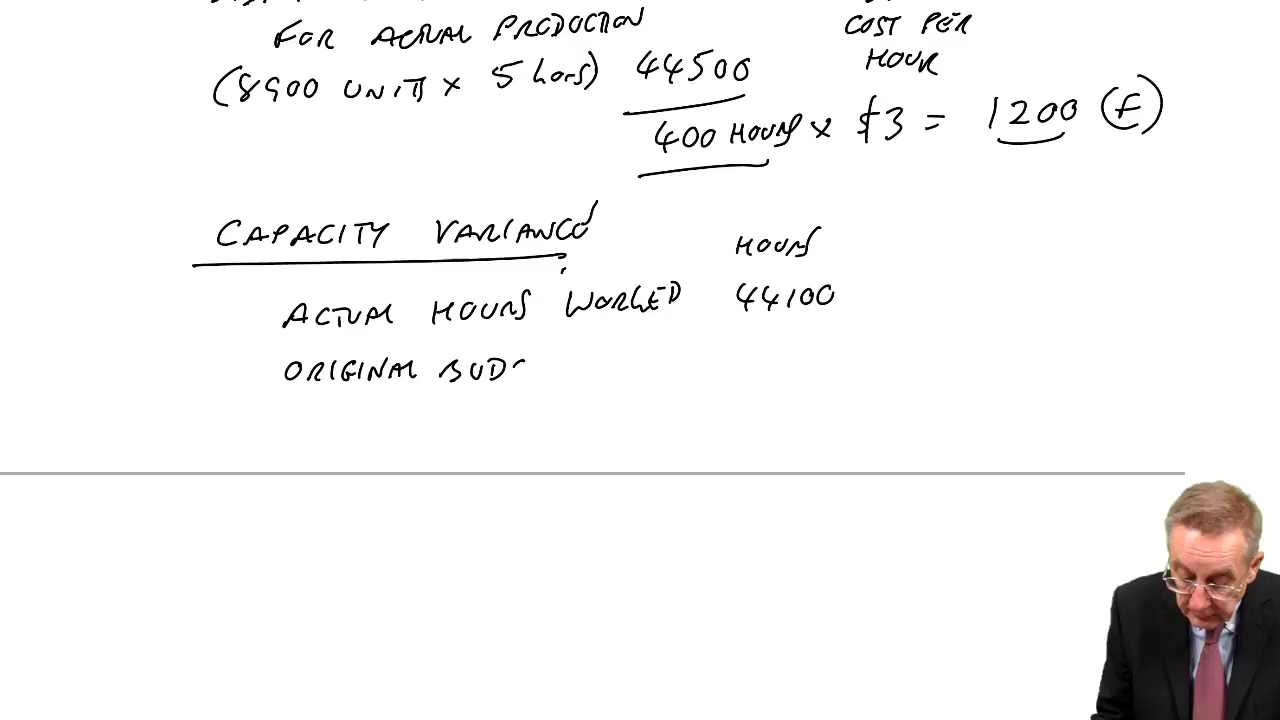 FOR ACTUAL PRODUCTION
COST PER
HOUR
(8900 UNITS × 5 hours) 44500
400 HOURS × $3 = 1200 (f)
CAPACITY VARIANCE
HOURS
ACTUAL HOURS WORKED 44100
ORIGINAL BUD